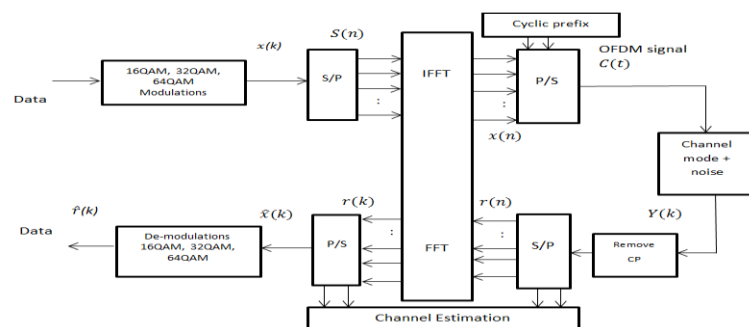 Cyclic prefix
S(n)
x(k)
OFDM signal
C(t)
16QAM, 32QAM,
64QAM
Modulations
S/P
IFFT
P/S
Data
:
:
x(n)
Channel
mode +
noise
r̂(k)
x̂(k)
r(k)
r(n)
Y(k)
Data
De-modulations
16QAM, 32QAM,
64QAM
P/S
:
FFT
:
S/P
Remove
CP
Channel Estimation